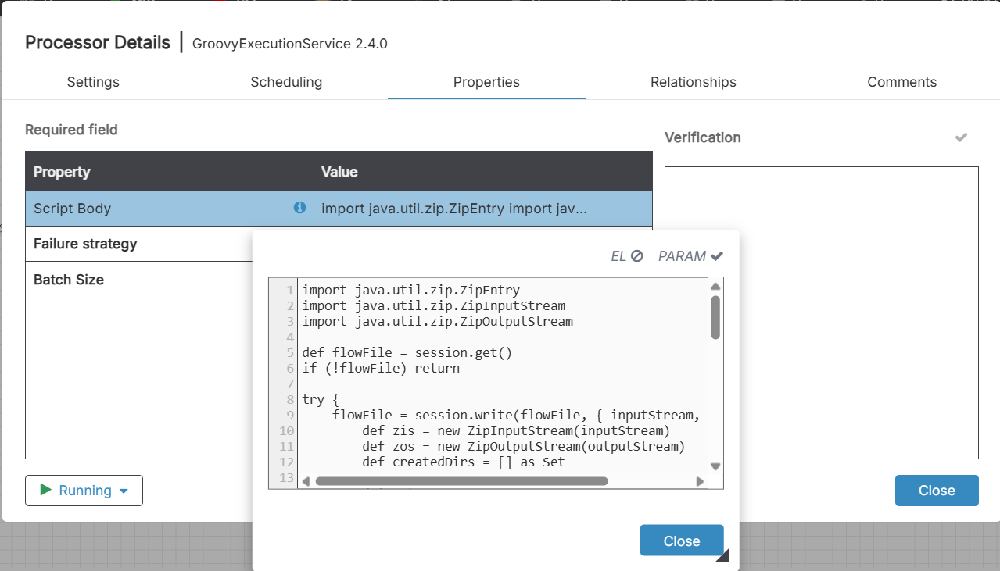 Processor Details | GroovyExecutionService 2.4.0
Settings Scheduling Properties Relationships Comments
Required field
Verification
Property Value
Script Body import java.util.zip.ZipEntry import jav...
Failure strategy
Batch Size
EL PARAM
1 import java.util.zip.ZipEntry
2 import java.util.zip.ZipInputStream
3 import java.util.zip.ZipOutputStream
4
5 def flowFile = session.get()
6 if (!flowFile) return
7
8 try {
9 flowFile = session.write(flowFile, { inputStream,
10 def zis = new ZipInputStream(inputStream)
11 def zos = new ZipOutputStream(outputStream)
12 def createdDirs = [] as Set
13
Running
Close
Close